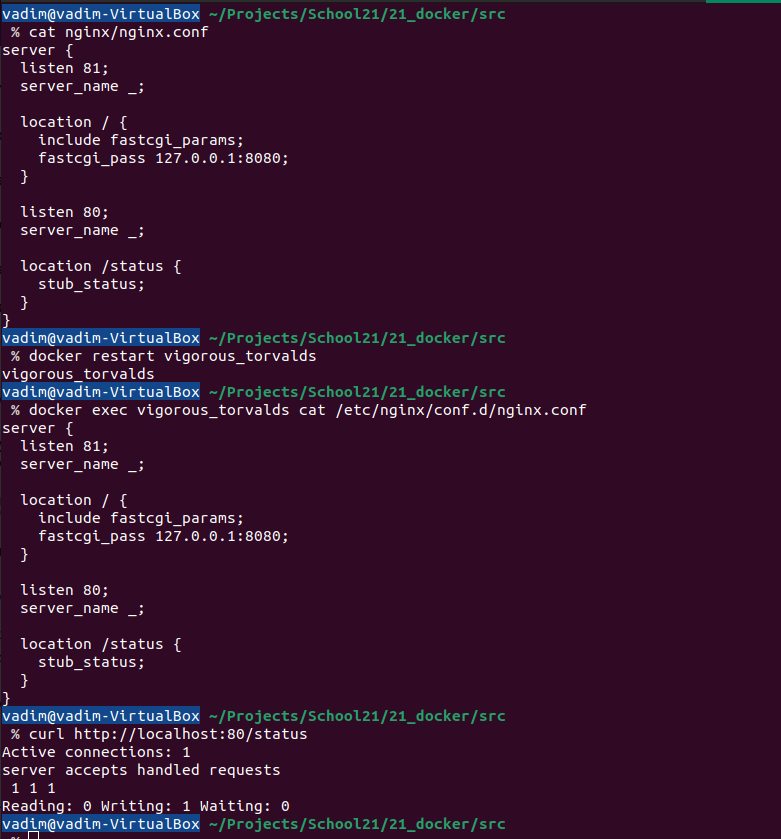 vadim@vadim-VirtualBox ~/Projects/School21/21_docker/src
% cat nginx/nginx.conf
server {
  listen 81;
  server_name _;

  location / {
    include fastcgi_params;
    fastcgi_pass 127.0.0.1:8080;
  }

  listen 80;
  server_name _;

  location /status {
    stub_status;
  }
}
vadim@vadim-VirtualBox ~/Projects/School21/21_docker/src
% docker restart vigorous_torvalds
vigorous_torvalds
vadim@vadim-VirtualBox ~/Projects/School21/21_docker/src
% docker exec vigorous_torvalds cat /etc/nginx/conf.d/nginx.conf
server {
  listen 81;
  server_name _;

  location / {
    include fastcgi_params;
    fastcgi_pass 127.0.0.1:8080;
  }

  listen 80;
  server_name _;

  location /status {
    stub_status;
  }
}
vadim@vadim-VirtualBox ~/Projects/School21/21_docker/src
% curl http://localhost:80/status
Active connections: 1
server accepts handled requests
 1 1 1
Reading: 0 Writing: 1 Waiting: 0
vadim@vadim-VirtualBox ~/Projects/School21/21_docker/src
%